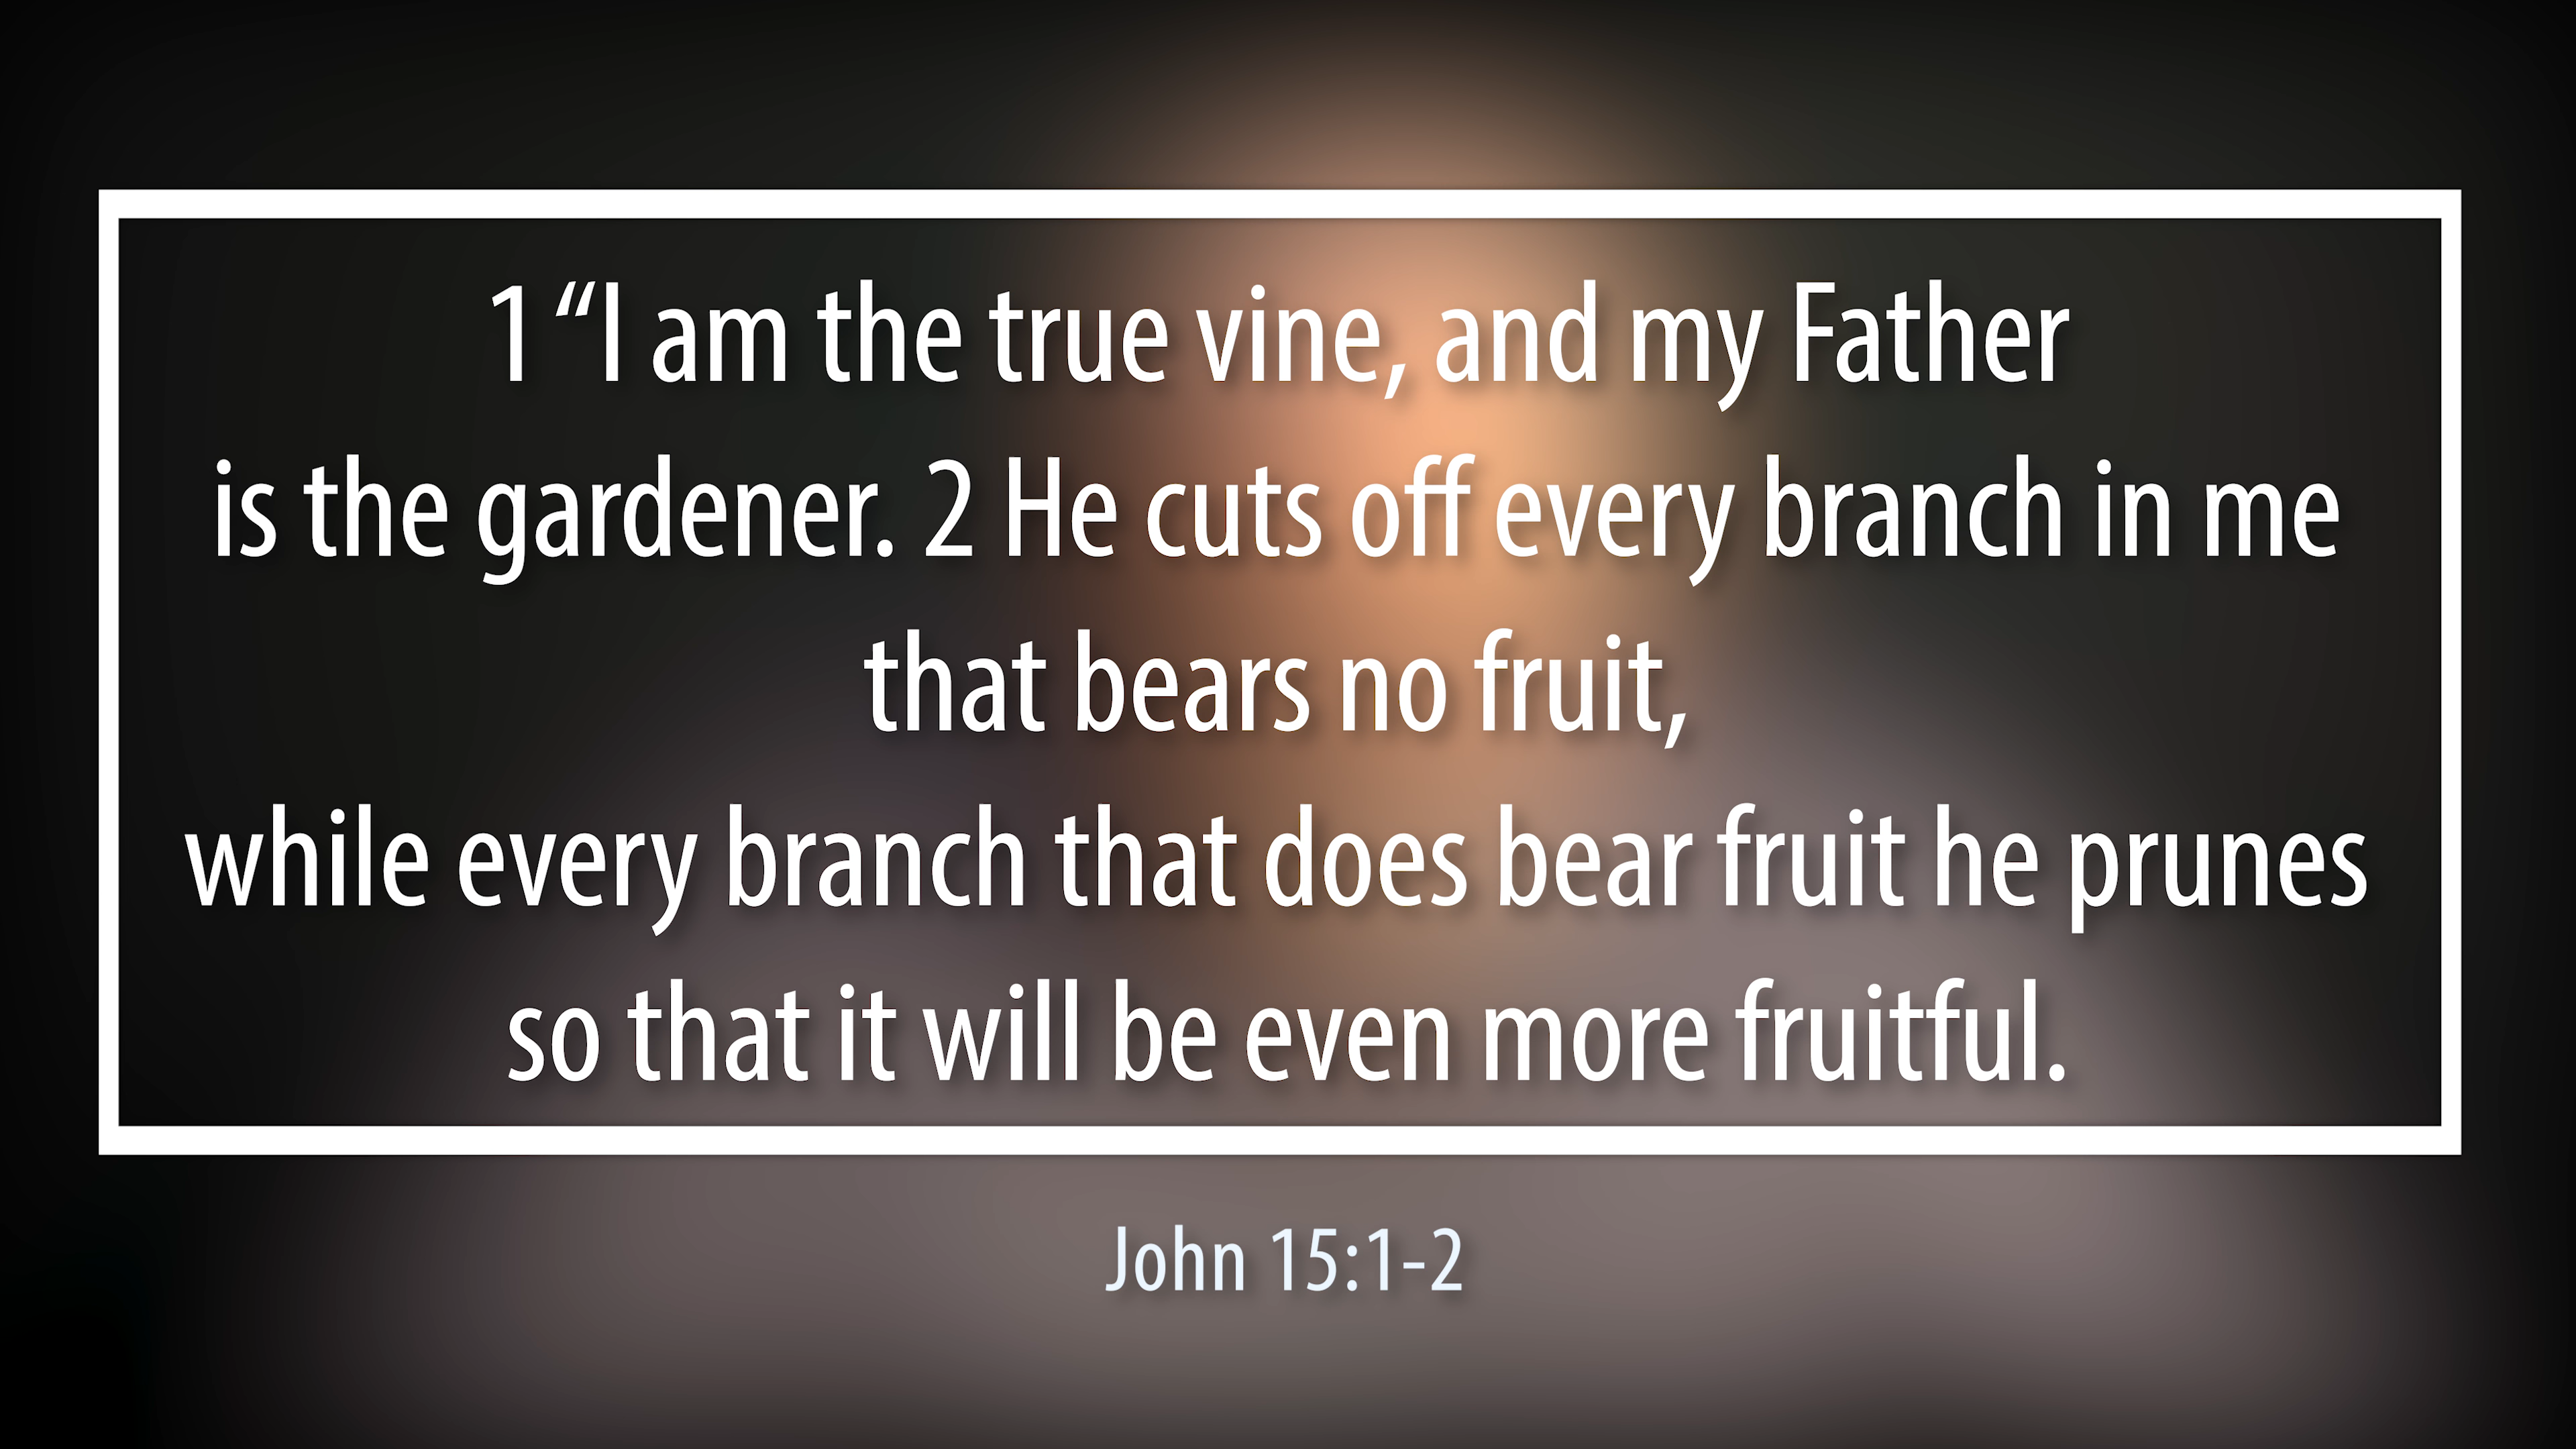 1 “I am the true vine, and my Father
is the gardener. 2 He cuts off every branch in me
that bears no fruit,
while every branch that does bear fruit he prunes
so that it will be even more fruitful.
John 15:1-2